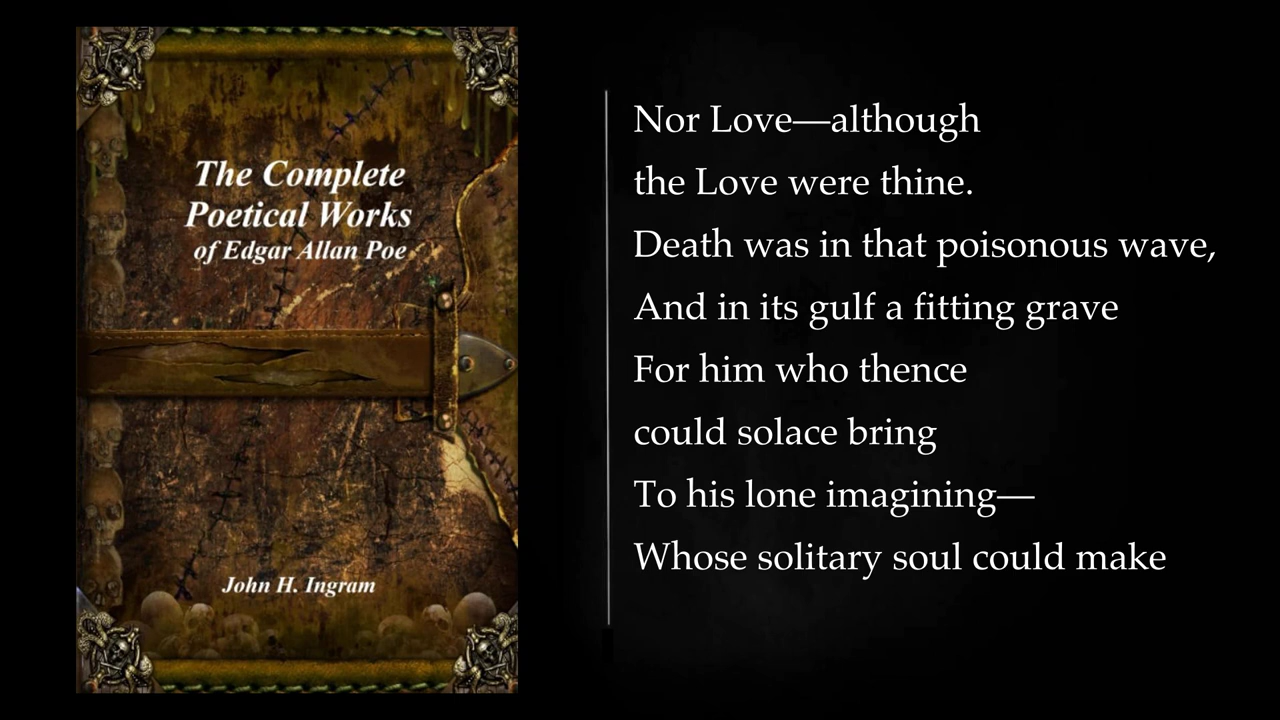 The Complete
Poetical Works
of Edgar Allan Poe
John H. Ingram
Nor Love—although
the Love were thine.
Death was in that poisonous wave,
And in its gulf a fitting grave
For him who thence
could solace bring
To his lone imagining—
Whose solitary soul could make